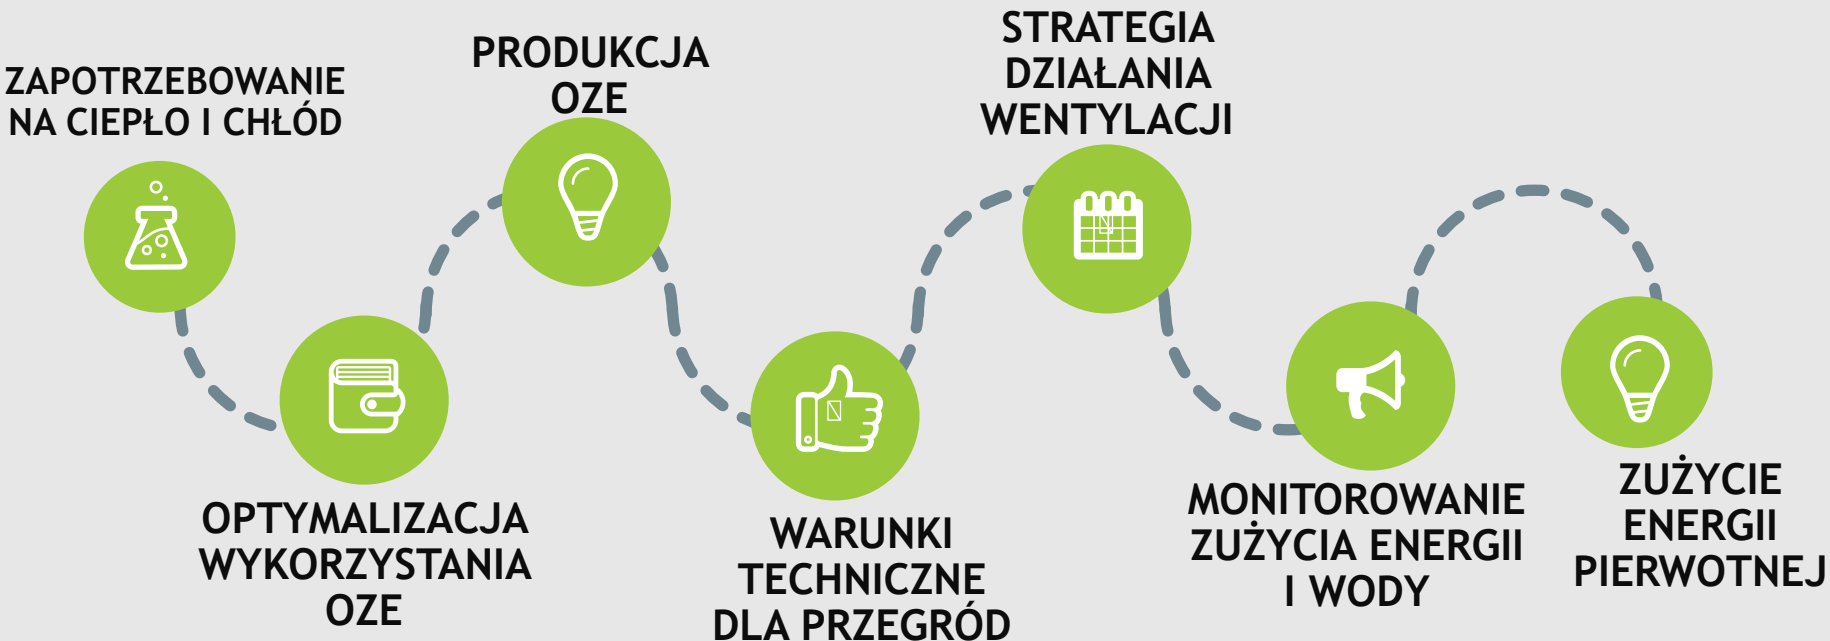 ZAPOTRZEBOWANIE
NA CIEPŁO I CHŁÓD
OPTYMALIZACJA
WYKORZYSTANIA
OZE
PRODUKCJA
OZE
WARUNKI
TECHNICZNE
DLA PRZEGRÓD
STRATEGIA
DZIAŁANIA
WENTYLACJI
MONITOROWANIE
ZUŻYCIA ENERGII
I WODY
ZUŻYCIE
ENERGII
PIERWOTNEJ